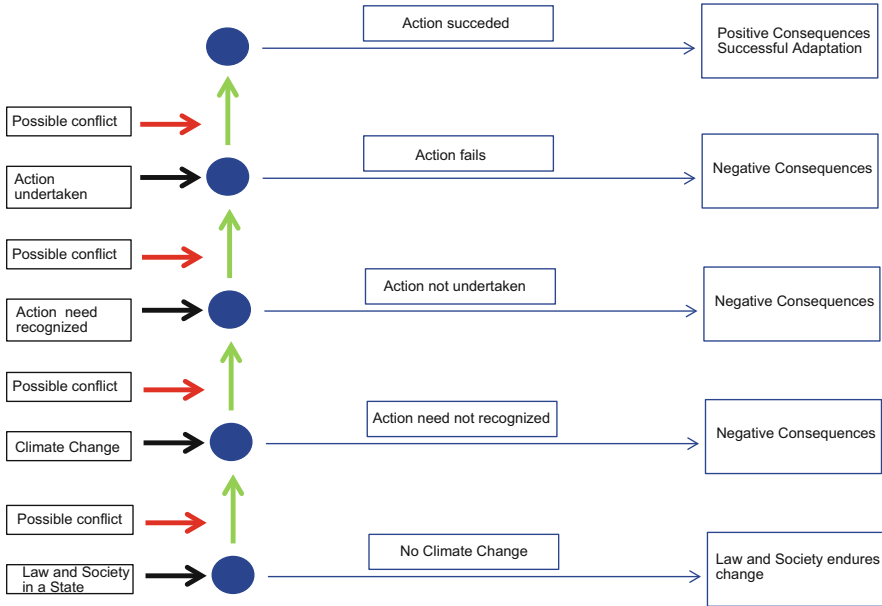 Action succeded
Positive Consequences
Successful Adaptation
Possible conflict
Action fails
Negative Consequences
Action
undertaken
Possible conflict
Action not undertaken
Negative Consequences
Action need
recognized
Possible conflict
Action need not recognized
Negative Consequences
Climate Change
Possible conflict
No Climate Change
Law and Society endures
change
Law and Society
in a State